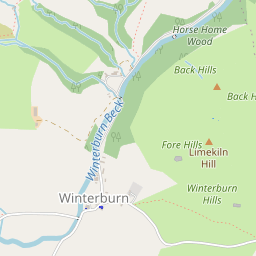 Horse Home
Wood
Back Hills
Back H
Winterburn Beck
Fore Hills
Limekiln
Hill
Winterburn
Winterburn
Hills